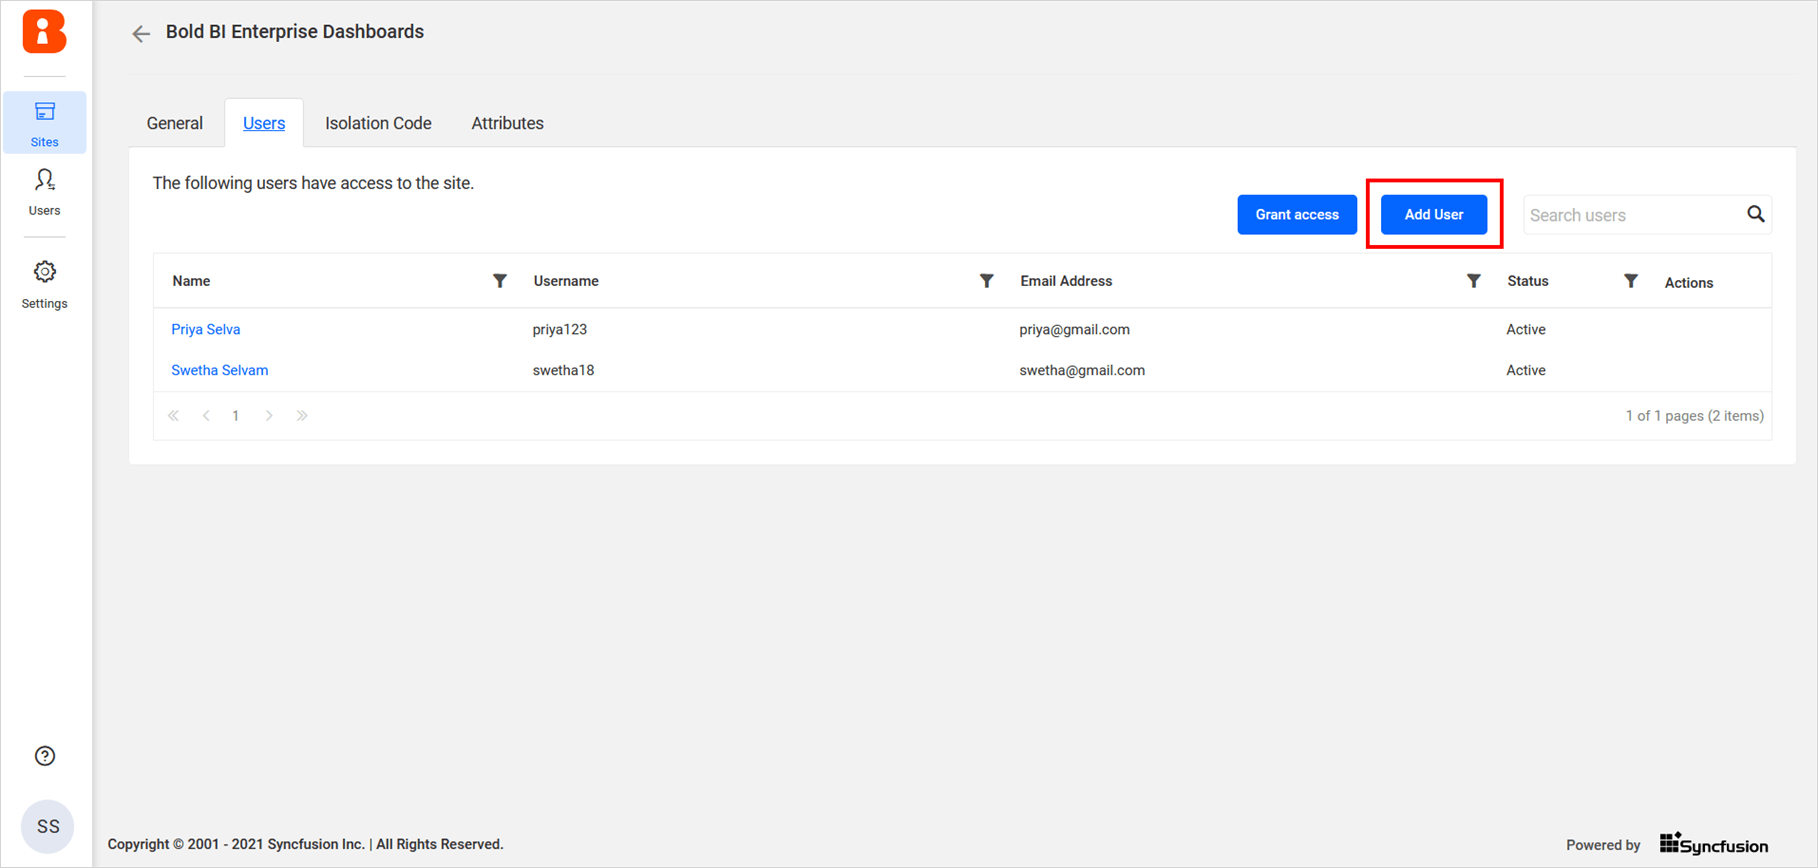 Bold BI Enterprise Dashboards
Sites
Users
Settings
General Users Isolation Code Attributes
The following users have access to the site.
Grant access Add User Search users
Name Username Email Address Status Actions
Priya Selva priya123 priya@gmail.com Active
Swetha Selvam swetha18 swetha@gmail.com Active
1 1 of 1 pages (2 items)
SS
Copyright © 2001 - 2021 Syncfusion Inc. | All Rights Reserved.
Powered by Syncfusion